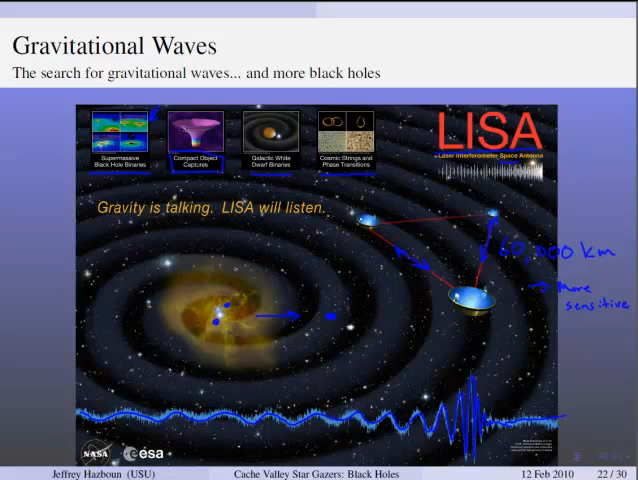 Gravitational Waves
The search for gravitational waves... and more black holes
Supermassive
Black Hole Binaries
Compact Object
Captures
Galactic White
Dwarf Binaries
Cosmic Strings and
Phase Transitions
LISA
Laser Interferometer Space Antenna
Gravity is talking. LISA will listen.
60,000 km
→ More
sensitive
NASA
esa
Jeffrey Hazboun (USU)
Cache Valley Star Gazers: Black Holes
12 Feb 2010
22 / 30